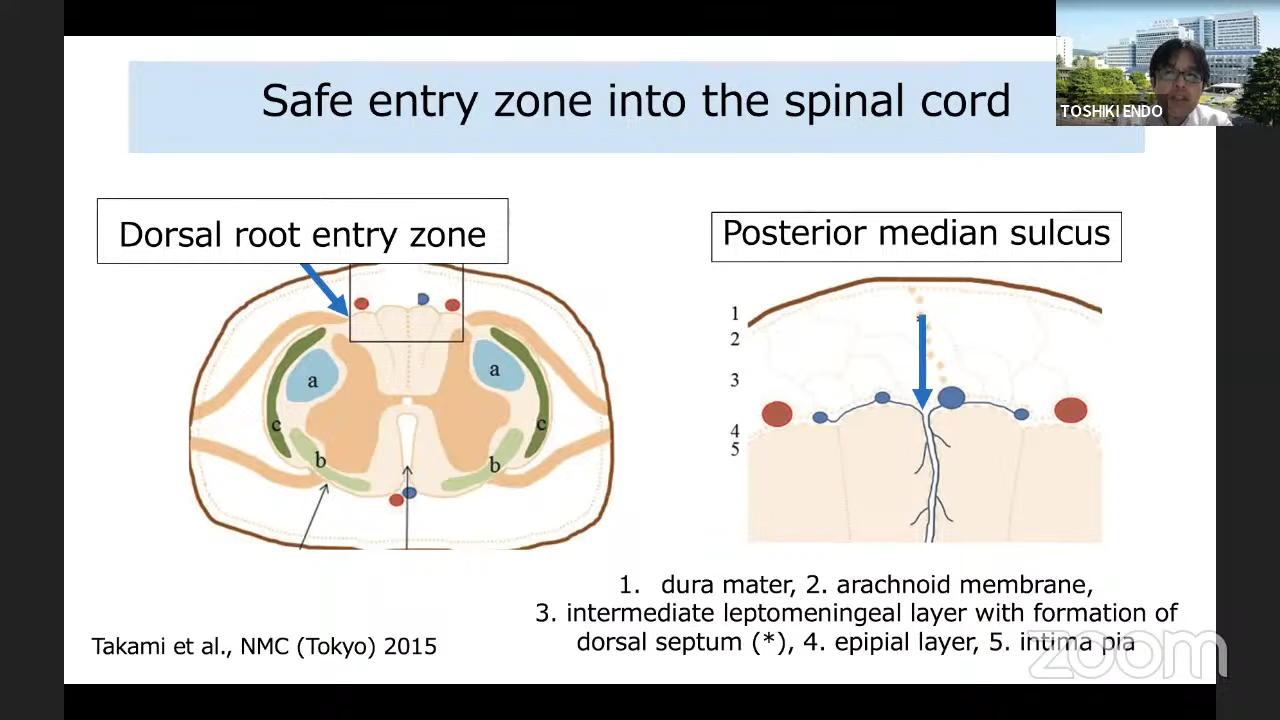 Safe entry zone into the spinal cord
TOSHIKI ENDO
Dorsal root entry zone
Posterior median sulcus
a
a
c
c
b
b
1
2
3
4
5
1. dura mater, 2. arachnoid membrane,
3. intermediate leptomeningeal layer with formation of
dorsal septum (*), 4. epipial layer, 5. intima pia
Takami et al., NMC (Tokyo) 2015
zoom